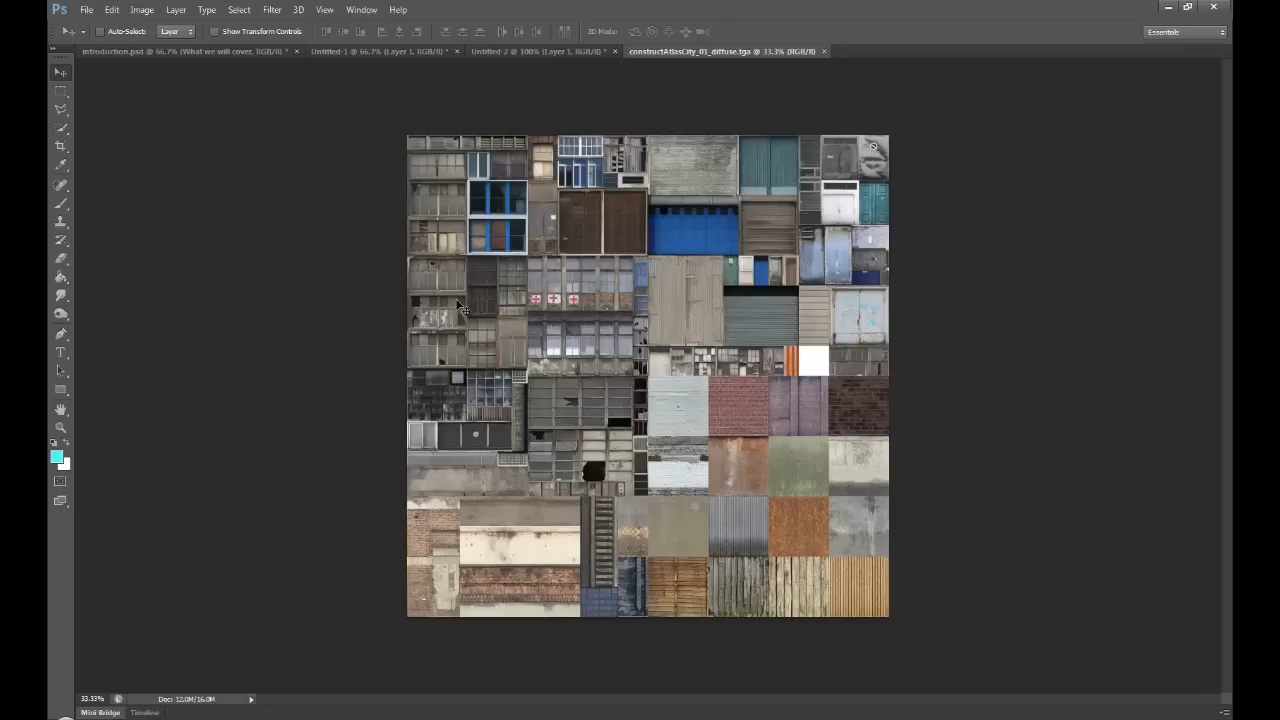 Ps File Edit Image Layer Type Select Filter 3D View Window Help
Auto-Select: Layer Show Transform Controls 3D Mode: Essentials
introduction.psd @ 66.7% (What we will cover, RGB/8) * × Untitled-1 @ 66.7% (Layer 1, RGB/8) * × Untitled-2 @ 100% (Layer 1, RGB/8) * × constructAtlasCity_01_diffuse.tga @ 33.3% (RGB/8) ×
33.33% Doc: 12.0M/16.0M
Mini Bridge Timeline